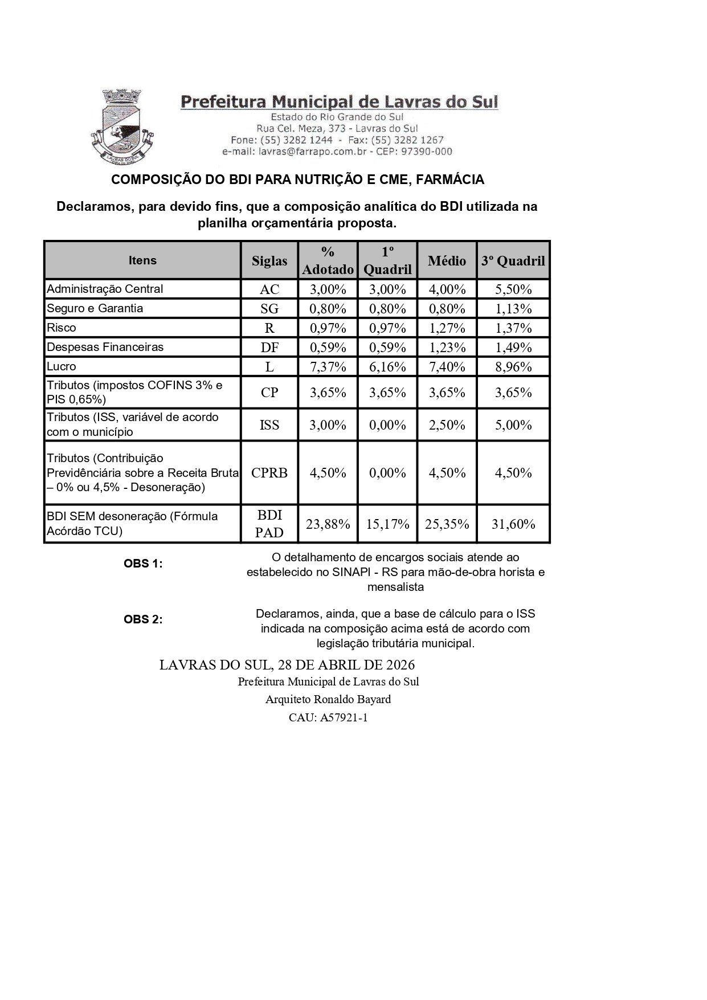 Prefeitura Municipal de Lavras do Sul
Estado do Rio Grande do Sul
Rua Cel. Meza, 373 - Lavras do Sul
Fone: (55) 3282 1244 - Fax: (55) 3282 1267
e-mail: lavras@farrapo.com.br - CEP: 97390-000
LAVRAS DO SUL
COMPOSIÇÃO DO BDI PARA NUTRIÇÃO E CME, FARMÁCIA
Declaramos, para devido fins, que a composição analítica do BDI utilizada na
planilha orçamentária proposta.
Itens Siglas % Adotado 1º Quadril Médio 3º Quadril
Administração Central AC 3,00% 3,00% 4,00% 5,50%
Seguro e Garantia SG 0,80% 0,80% 0,80% 1,13%
Risco R 0,97% 0,97% 1,27% 1,37%
Despesas Financeiras DF 0,59% 0,59% 1,23% 1,49%
Lucro L 7,37% 6,16% 7,40% 8,96%
Tributos (impostos COFINS 3% e
PIS 0,65%) CP 3,65% 3,65% 3,65% 3,65%
Tributos (ISS, variável de acordo
com o município ISS 3,00% 0,00% 2,50% 5,00%
Tributos (Contribuição
Previdênciária sobre a Receita Bruta
– 0% ou 4,5% - Desoneração) CPRB 4,50% 0,00% 4,50% 4,50%
BDI SEM desoneração (Fórmula
Acórdão TCU) BDI PAD 23,88% 15,17% 25,35% 31,60%
OBS 1:
O detalhamento de encargos sociais atende ao
estabelecido no SINAPI - RS para mão-de-obra horista e
mensalista
OBS 2:
Declaramos, ainda, que a base de cálculo para o ISS
indicada na composição acima está de acordo com
legislação tributária municipal.
LAVRAS DO SUL, 28 DE ABRIL DE 2026
Prefeitura Municipal de Lavras do Sul
Arquiteto Ronaldo Bayard
CAU: A57921-1